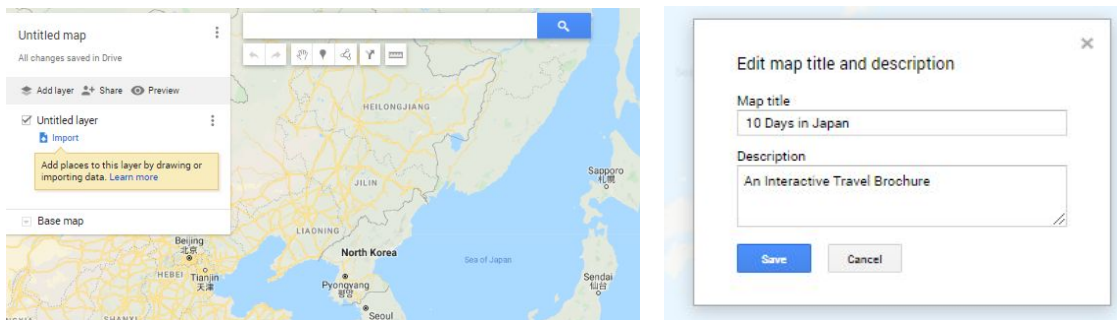 Untitled map
All changes saved in Drive
Add layer Share Preview
Untitled layer
Import
Add places to this layer by drawing or
importing data. Learn more
Base map
HEILONGJIANG
JILIN
LIAONING
Beijing
北京
HEBEI
Tianjin
天津
North Korea
Pyongyang
평양
Seoul
Sea of Japan
Sapporo
札幌
Sendai
仙台
Edit map title and description
Map title
10 Days in Japan
Description
An Interactive Travel Brochure
Save
Cancel